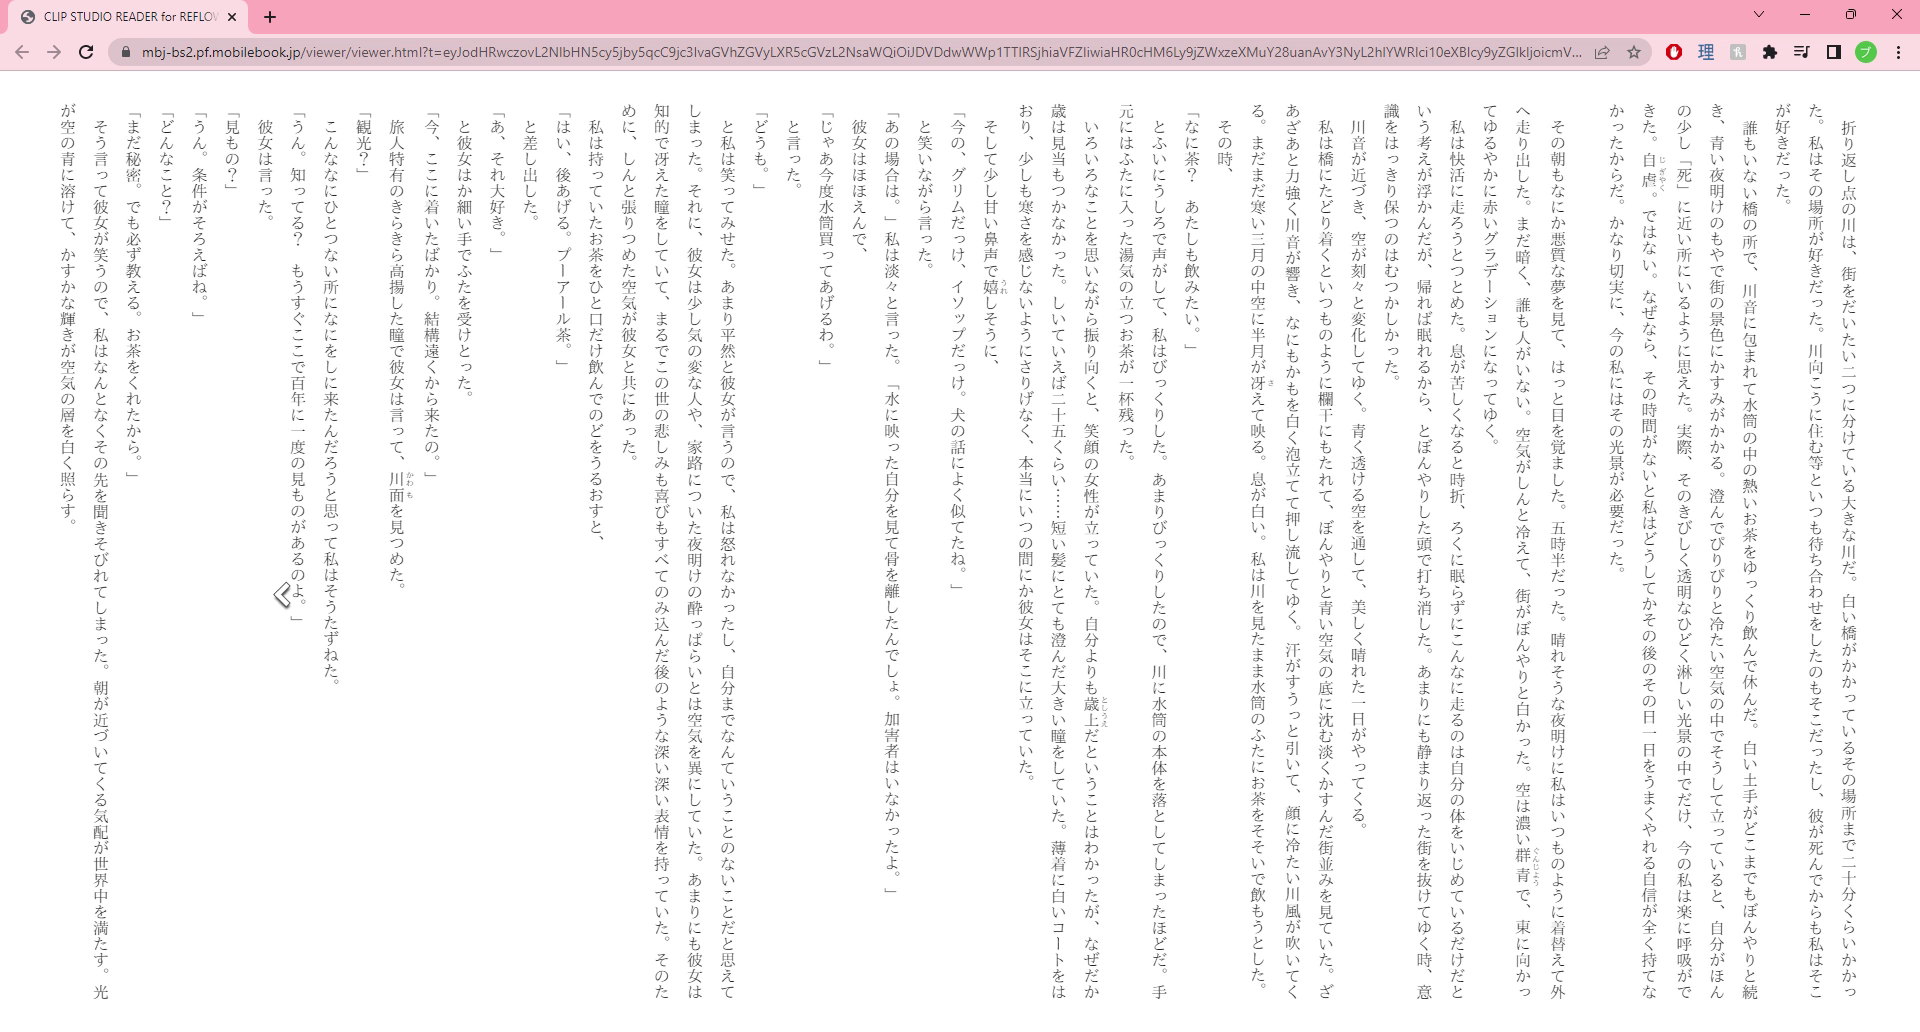 CLIP STUDIO READER for REFLOW
mbj-bs2.pf.mobilebook.jp/viewer/viewer.html?t=
折り返し点の川は、街をだいたい二つに分けている大きな川だ。白い橋がかかっているその場所まで二十分くらいかかっ
た。私はその場所が好きだった。川向こうに住む等といつも待ち合わせをしたのもそこだったし、彼が死んでからも私はそこ
が好きだった。
誰もいない橋の所で、川音に包まれて水筒の中の熱いお茶をゆっくり飲んで休んだ。白い土手がどこまでもぼんやりと続
き、青い夜明けのもやで街の景色にかすみがかかる。澄んでぴりぴりと冷たい空気の中でそうして立っていると、自分がほん
の少し「死」に近い所にいるように思えた。実際、そのきびしく透明なひどく淋しい光景の中でだけ、今の私は楽に呼吸がで
きた。自虐。ではない。なぜなら、その時間がないと私はどうしてかその後のその日一日をうまくやれる自信が全く持てな
かったからだ。かなり切実に、今の私にはその光景が必要だった。
その朝もなにか悪質な夢を見て、はっと目を覚ました。五時半だった。晴れそうな夜明けに私はいつものように着替えて外
へ走り出した。まだ暗く、誰も人がいない。空気がしんと冷えて、街がぼんやりと白かった。空は濃い群青で、東に向かっ
てゆるやかに赤いグラデーションになってゆく。
私は快活に走ろうとつとめた。息が苦しくなると時折、ろくに眠らずにこんなに走るのは自分の体をいじめているだけだと
いう考えが浮かんだが、帰れば眠れるから、とぼんやりした頭で打ち消した。あまりにも静まり返った街を抜けてゆく時、意
識をはっきり保つのはむつかしかった。
川音が近づき、空が刻々と変化してゆく。青く透ける空を通して、美しく晴れた一日がやってくる。
私は橋にたどり着くといつものように欄干にもたれて、ぼんやりと青い空気の底に沈む淡くかすんだ街並みを見ていた。ざ
あざあと力強く川音が響き、なにもかもを白く泡立てて押し流してゆく。汗がすうっと引いて、顔に冷たい川風が吹いてく
る。まだまだ寒い三月の中空に半月が冴えて映る。息が白い。私は川を見たまま水筒のふたにお茶をそそいで飲もうとした。
その時、
「なに茶？　あたしも飲みたい。」
とふいにうしろで声がして、私はびっくりした。あまりびっくりしたので、川に水筒の本体を落としてしまったほどだ。手
元にはふたに入った湯気の立つお茶が一杯残った。
いろいろなことを思いながら振り向くと、笑顔の女性が立っていた。自分よりも歳上だということはわかったが、なぜだか
歳は見当もつかなかった。しいていえば二十五くらい……短い髪にとても澄んだ大きい瞳をしていた。薄着に白いコートをは
おり、少しも寒さを感じないようにさりげなく、本当にいつの間にか彼女はそこに立っていた。
そして少し甘い鼻声で嬉しそうに、
「今の、グリムだっけ、イソップだっけ。犬の話によく似てたね。」
と笑いながら言った。
「あの場合は。」私は淡々と言った。「水に映った自分を見て骨を離したんでしょ。加害者はいなかったよ。」
彼女はほほえんで、
「じゃあ今度水筒買ってあげるわ。」
と言った。
「どうも。」
と私は笑ってみせた。あまり平然と彼女が言うので、私は怒れなかったし、自分までなんていうことのないことだと思えて
しまった。それに、彼女は少し気の変な人や、家路についた夜明けの酔っぱらいとは空気を異にしていた。あまりにも彼女は
知的で冴えた瞳をしていて、まるでこの世の悲しみも喜びもすべてのみ込んだ後のような深い深い表情を持っていた。そのた
めに、しんと張りつめた空気が彼女と共にあった。
私は持っていたお茶をひと口だけ飲んでのどをうるおすと、
「はい、後あげる。プーアール茶。」
と差し出した。
「あ、それ大好き。」
と彼女はか細い手でふたを受けとった。
「今、ここに着いたばかり。結構遠くから来たの。」
旅人特有のきらきら高揚した瞳で彼女は言って、川面を見つめた。
「観光？」
こんななにひとつない所になにをしに来たんだろうと思って私はそうたずねた。
「うん。知ってる？　もうすぐここで百年に一度の見ものがあるのよ。」
彼女は言った。
「見もの？」
「うん。条件がそろえばね。」
「どんなこと？」
「まだ秘密。でも必ず教える。お茶をくれたから。」
そう言って彼女が笑うので、私はなんとなくその先を聞きそびれてしまった。朝が近づいてくる気配が世界中を満たす。光
が空の青に溶けて、かすかな輝きが空気の層を白く照らす。